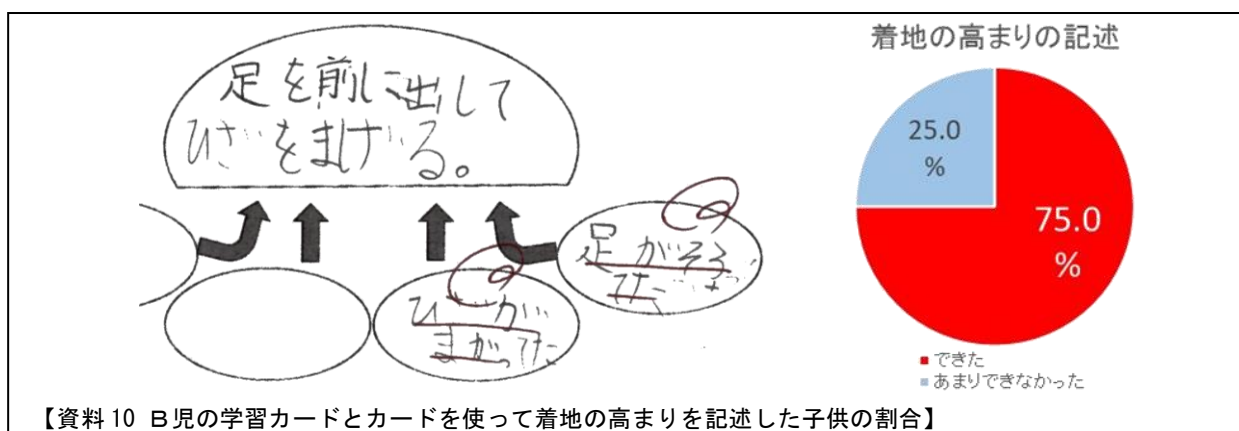 足を前に出して
ひざをまげる。
足がそろ
ひ が
まがってた
着地の高まりの記述
25.0
%
75.0
%
できた
あまりできなかった
【資料10 B児の学習カードとカードを使って着地の高まりを記述した子供の割合】